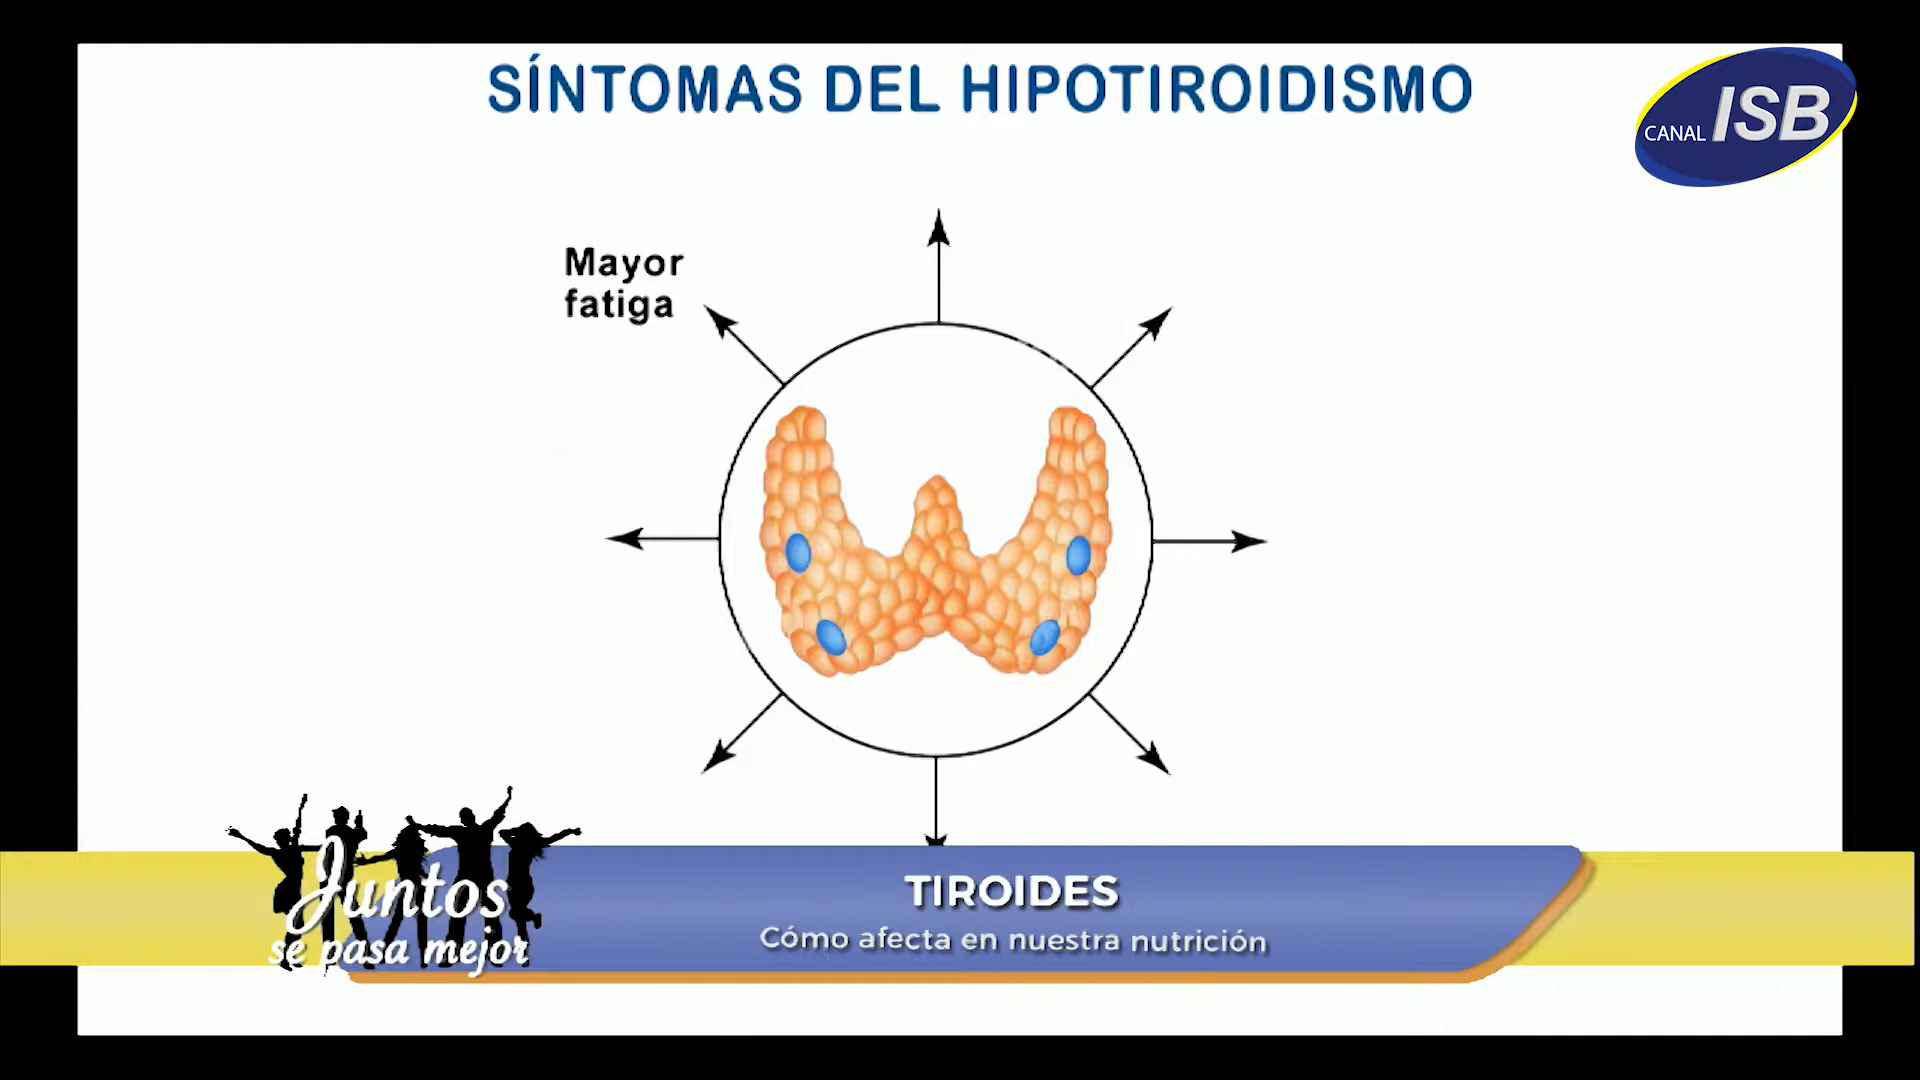 SÍNTOMAS DEL HIPOTIROIDISMO
CANAL ISB
Mayor
fatiga
Juntos
se pasa mejor
TIROIDES
Cómo afecta en nuestra nutrición